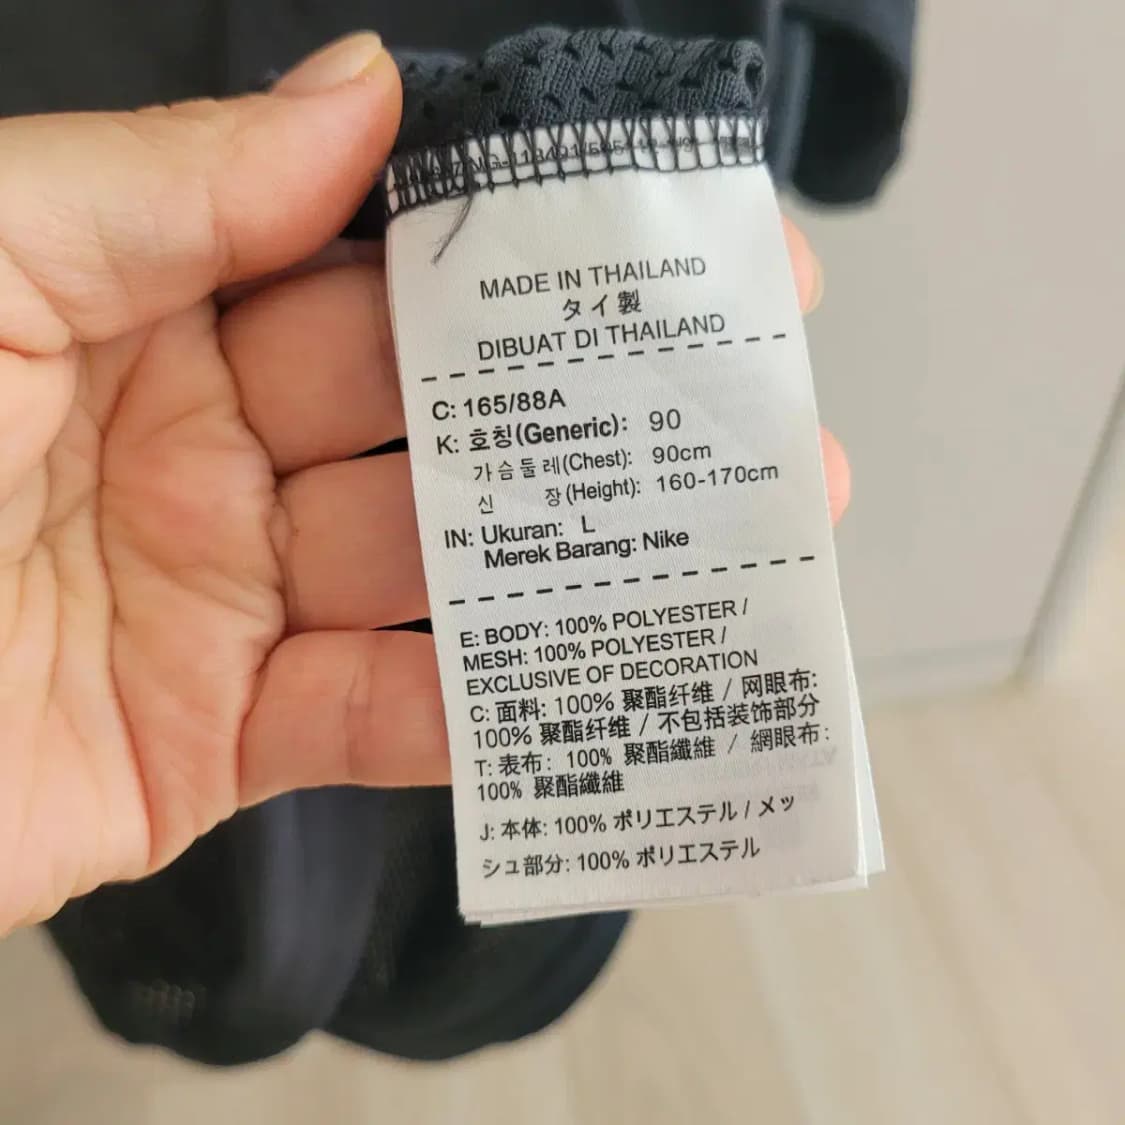 MADE IN THAILAND
タイ製
DIBUAT DI THAILAND
C: 165/88A
K: 호칭(Generic): 90
가슴둘레(Chest): 90cm
신 장(Height): 160-170cm
IN: Ukuran: L
Merek Barang: Nike
E: BODY: 100% POLYESTER /
MESH: 100% POLYESTER /
EXCLUSIVE OF DECORATION
C: 面料: 100% 聚酯纤维 / 网眼布:
100% 聚酯纤维 / 不包括装饰部分
T: 表布: 100% 聚酯纖維 / 網眼布:
100% 聚酯纖維
J: 本体: 100% ポリエステル / メッ
シュ部分: 100% ポリエステル